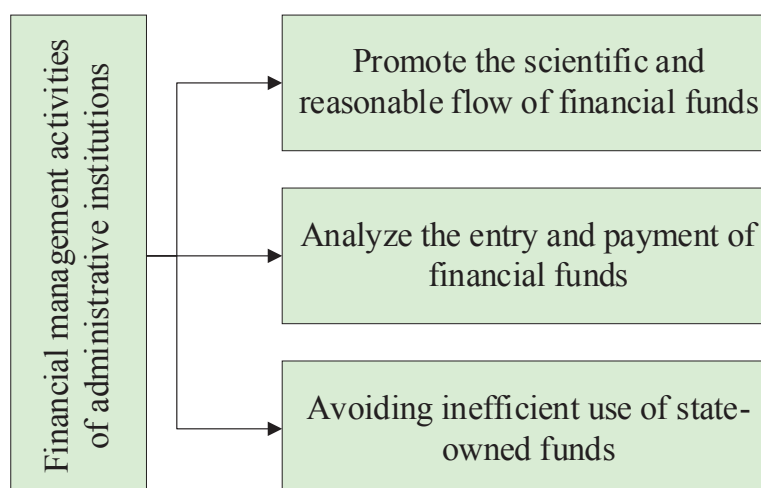 Financial management activities
of administrative institutions
Promote the scientific and
reasonable flow of financial funds
Analyze the entry and payment of
financial funds
Avoiding inefficient use of state-
owned funds